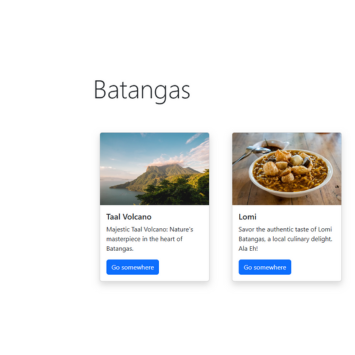 Batangas
Taal Volcano
Majestic Taal Volcano: Nature's
masterpiece in the heart of
Batangas.
Go somewhere
Lomi
Savor the authentic taste of Lomi
Batangas, a local culinary delight.
Ala Eh!
Go somewhere